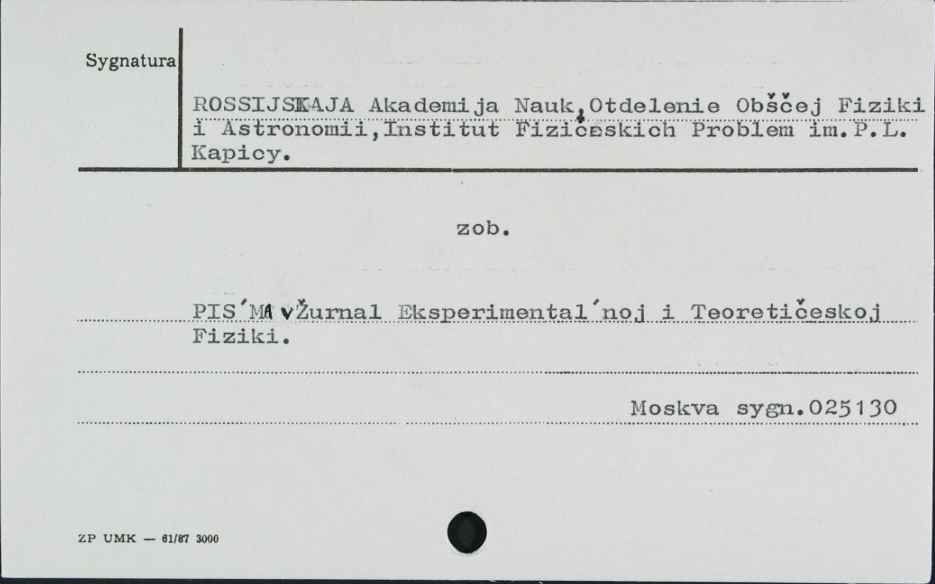 Sygnatura
ROSSIJSKAJA Akademija Nauk,Otdelenie Obščej Fiziki
i Astronomii,Institut Fizičeskich Problem im.P.L.
Kapicy.
zob.
PIS´MA v Žurnal Eksperimental´noj i Teoretičeskoj
Fiziki.
Moskva sygn.025130
ZP UMK — 61/87 3000